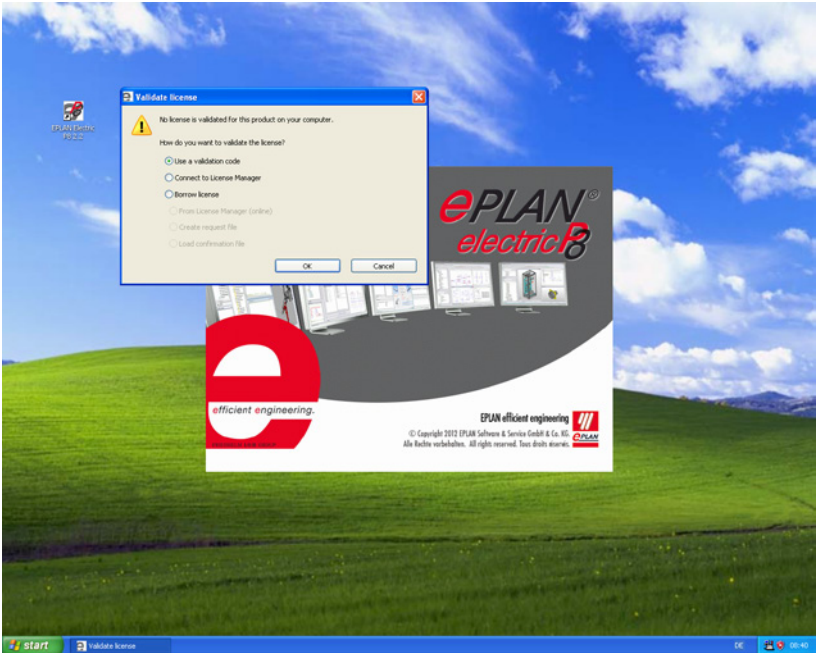 EPLAN Electric
P8 2.2
Validate license
No license is validated for this product on your computer.
How do you want to validate the license?
Use a validation code
Connect to License Manager
Borrow license
From License Manager (online)
Create request file
Load confirmation file
OK
Cancel
ePLAN®
electric P8
efficient engineering.
EPLAN efficient engineering
© Copyright 2012 EPLAN Software & Service GmbH & Co. KG.
Alle Rechte vorbehalten. All rights reserved. Tous droits réservés.
ePLAN
start
Validate license
DE
08:40